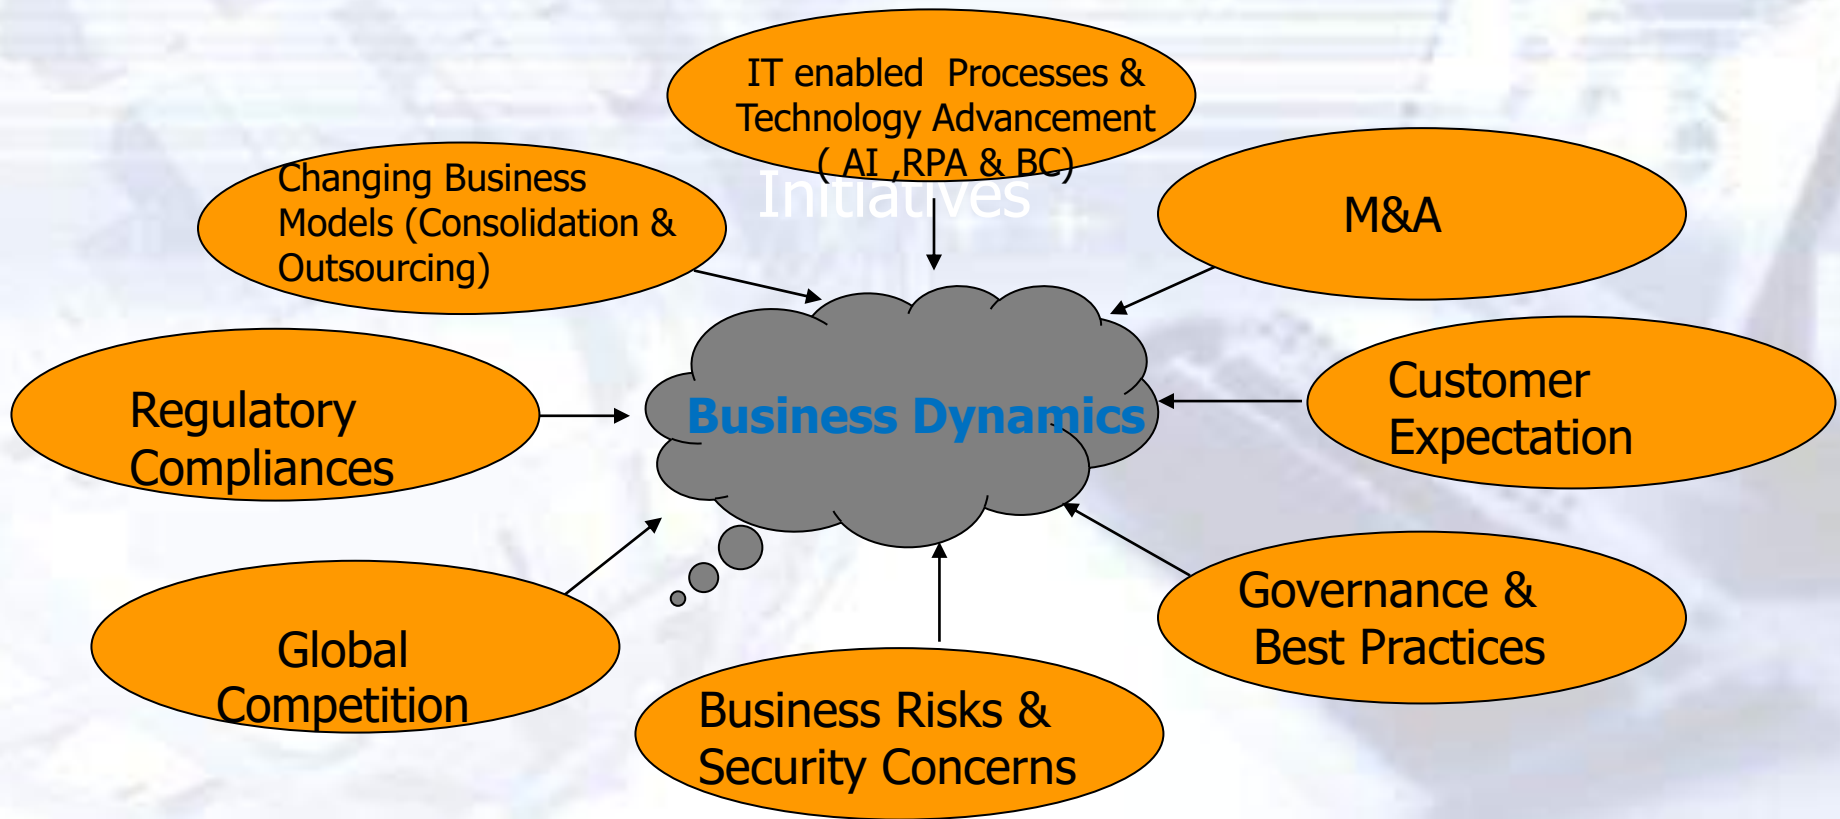 IT enabled Processes &
Technology Advancement
( AI ,RPA & BC)
Initiatives
Changing Business
Models (Consolidation &
Outsourcing)
M&A
Regulatory
Compliances
Business Dynamics
Customer
Expectation
Global
Competition
Business Risks &
Security Concerns
Governance &
Best Practices